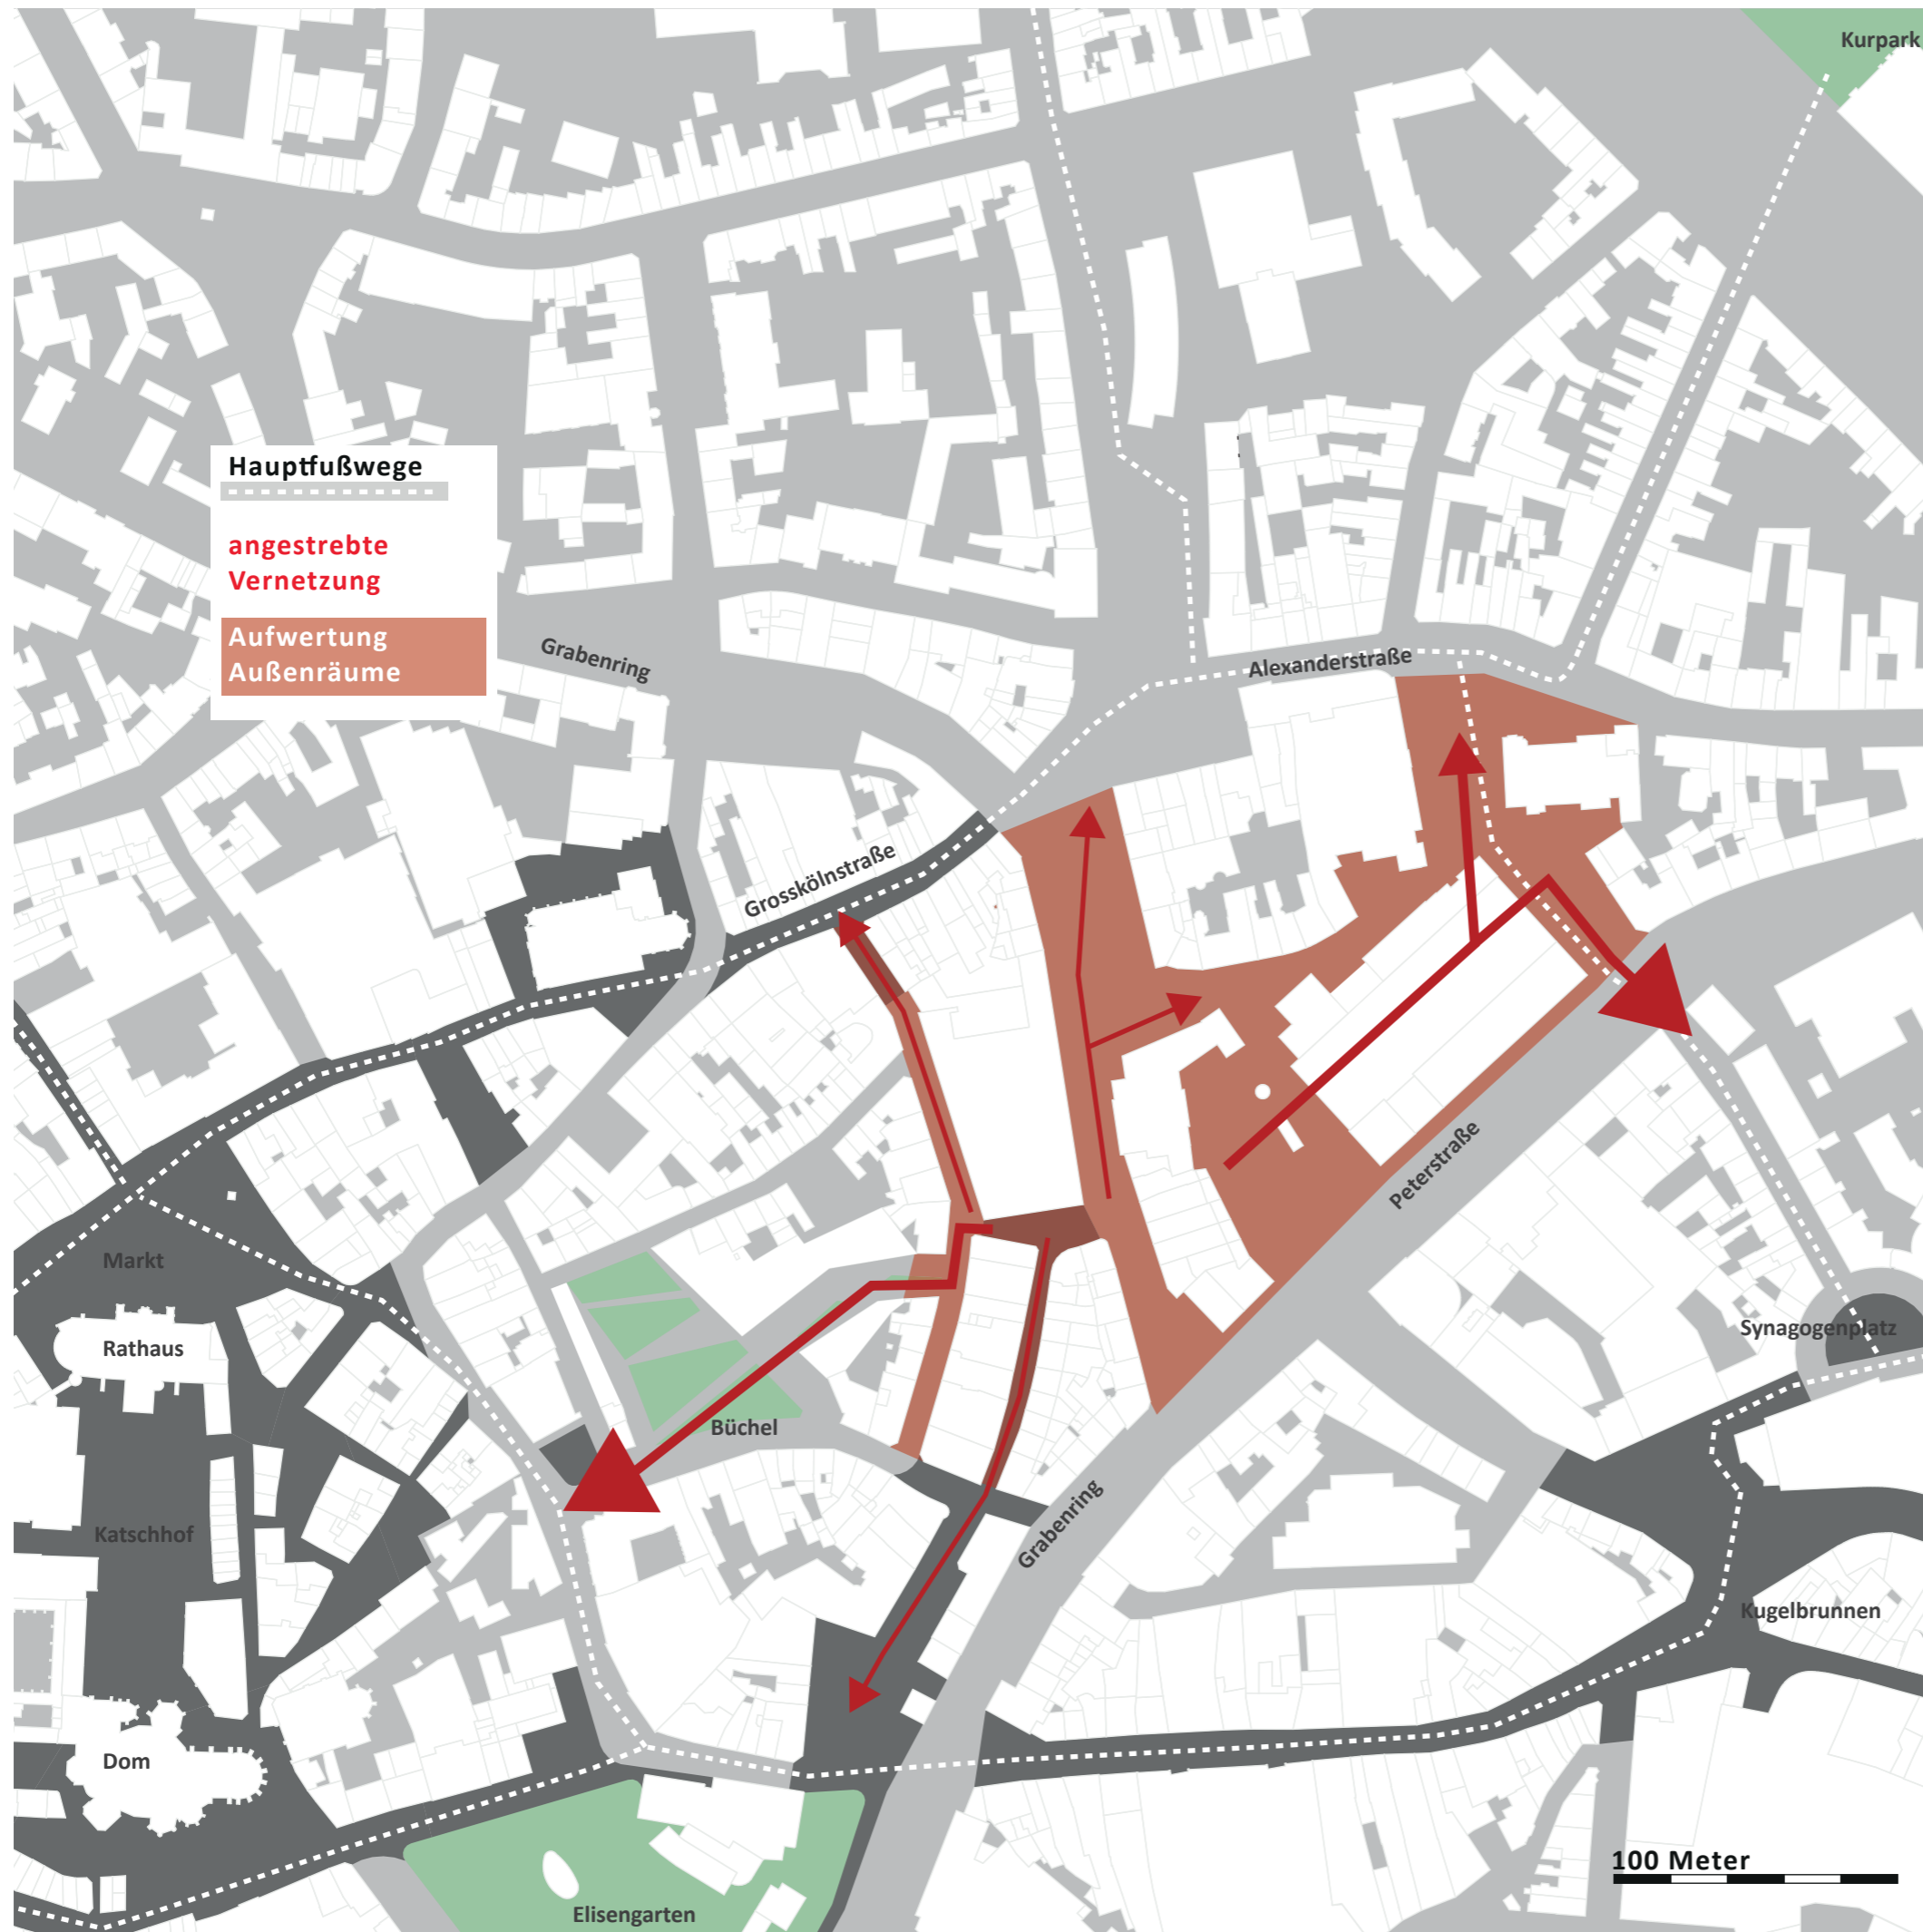 Kurpark
Hauptfußwege
angestrebte
Vernetzung
Aufwertung
Außenräume
Grabenring
Alexanderstraße
Grosskölnstraße
Peterstraße
Markt
Synagogenplatz
Rathaus
Büchel
Katschhof
Grabenring
Kugelbrunnen
Dom
100 Meter
Elisengarten